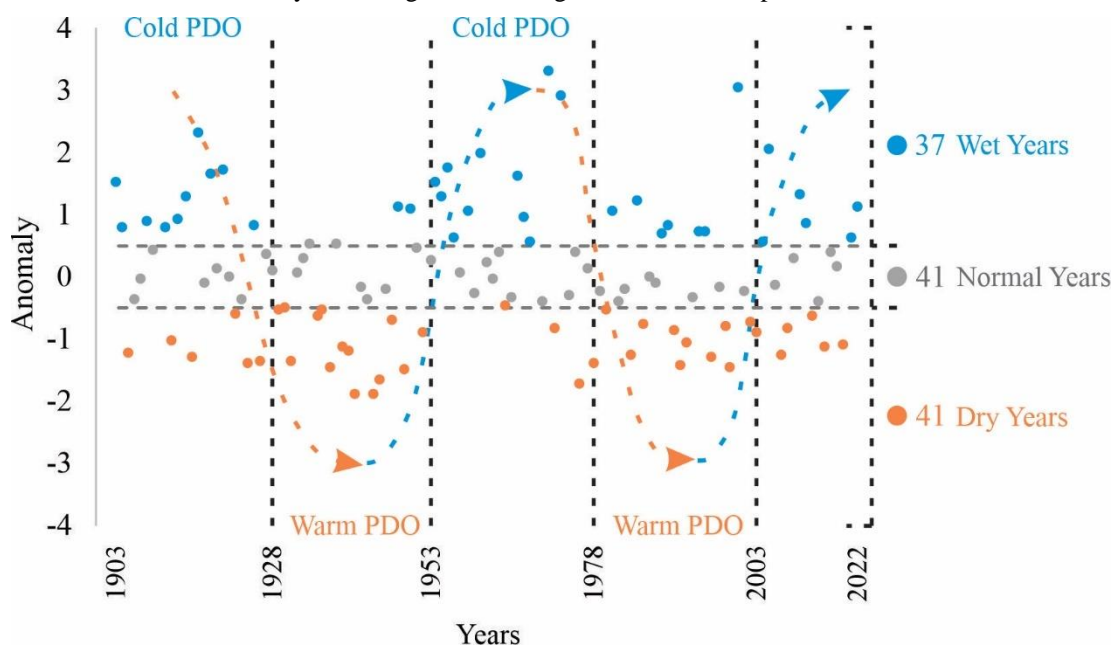 4
Cold PDO
Cold PDO
3
2
37 Wet Years
1
Anomaly
0
41 Normal Years
-1
-2
41 Dry Years
-3
-4
Warm PDO
Warm PDO
1903
1928
1953
1978
2003
2022
Years